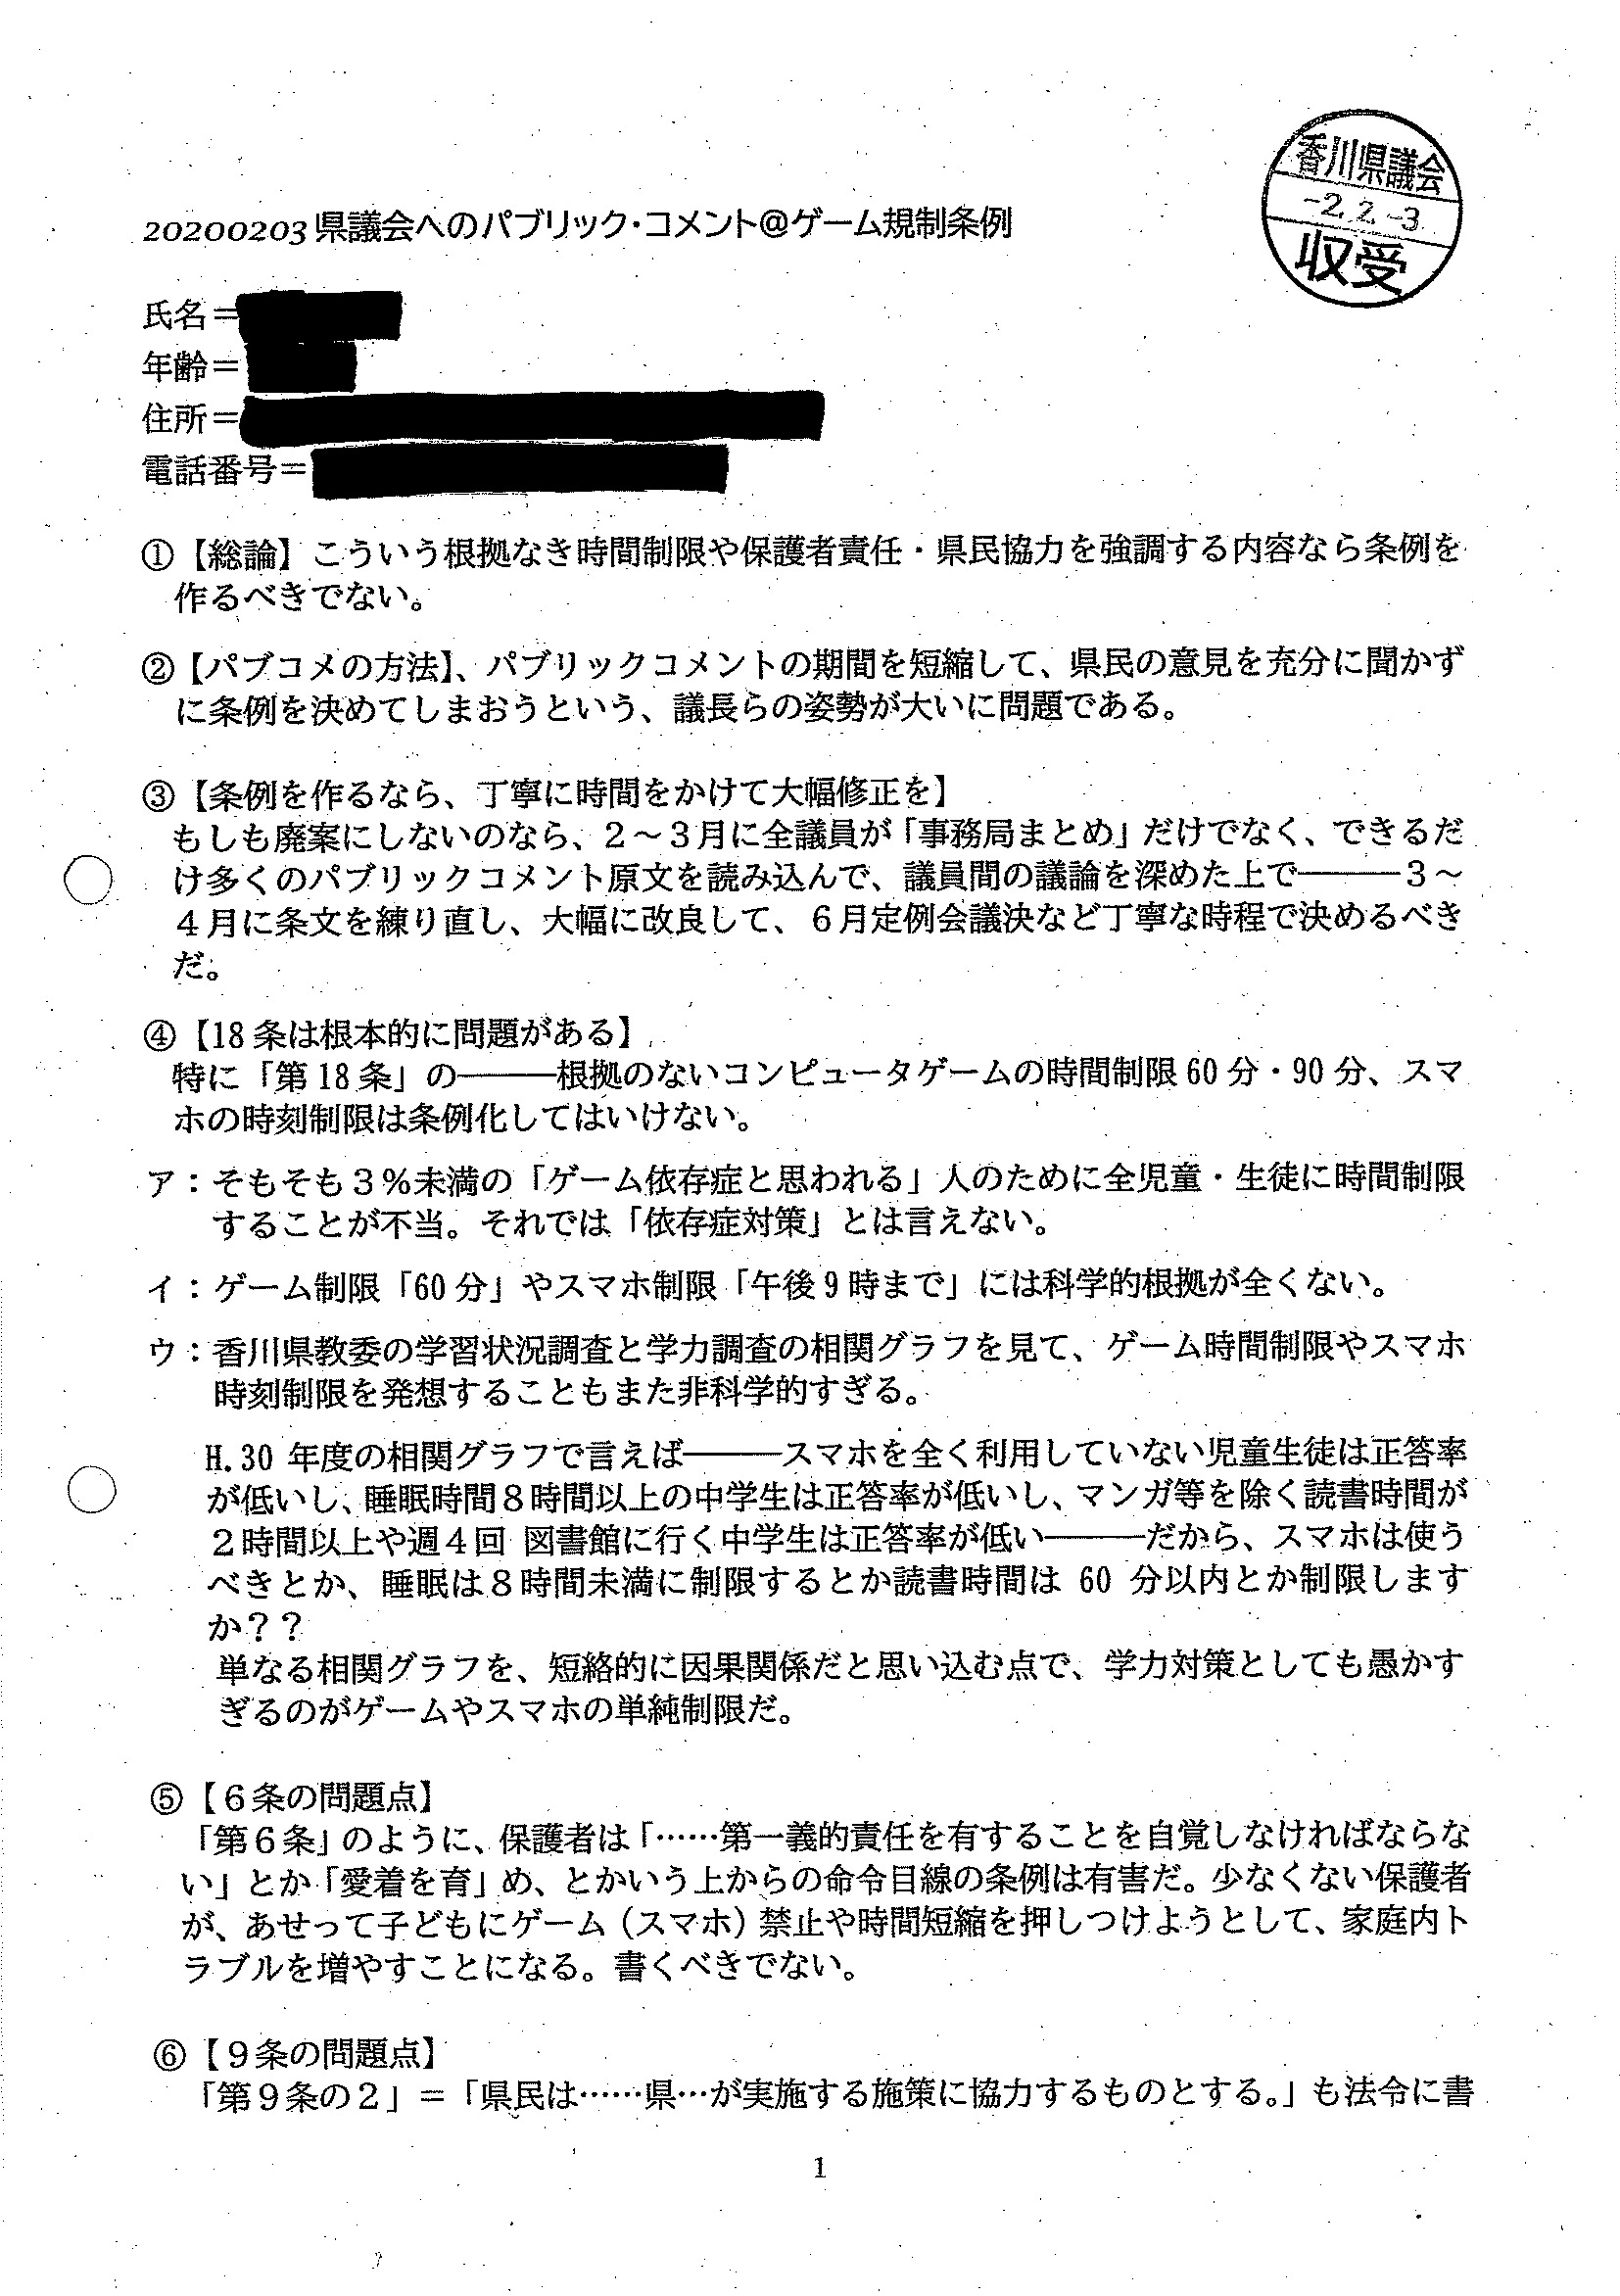 香川県議会
-2.2.-3
収受
20200203県議会へのパブリック・コメント@ゲーム規制条例
氏名＝
年齢＝
住所＝
電話番号＝
①【総論】こういう根拠なき時間制限や保護者責任・県民協力を強調する内容なら条例を
作るべきでない。
②【パブコメの方法】、パブリックコメントの期間を短縮して、県民の意見を充分に聞かず
に条例を決めてしまおうという、議長らの姿勢が大いに問題である。
③【条例を作るなら、丁寧に時間をかけて大幅修正を】
もしも廃案にしないのなら、２～３月に全議員が「事務局まとめ」だけでなく、できるだ
け多くのパブリックコメント原文を読み込んで、議員間の議論を深めた上で―――３～
４月に条文を練り直し、大幅に改良して、６月定例会議決など丁寧な時程で決めるべき
だ。
④【18条は根本的に問題がある】
特に「第18条」の―――根拠のないコンピュータゲームの時間制限60分・90分、スマ
ホの時刻制限は条例化してはいけない。
ア：そもそも３％未満の「ゲーム依存症と思われる」人のために全児童・生徒に時間制限
することが不当。それでは「依存症対策」とは言えない。
イ：ゲーム制限「60分」やスマホ制限「午後９時まで」には科学的根拠が全くない。
ウ：香川県教委の学習状況調査と学力調査の相関グラフを見て、ゲーム時間制限やスマホ
時刻制限を発想することもまた非科学的すぎる。
H.30 年度の相関グラフで言えば―――スマホを全く利用していない児童生徒は正答率
が低いし、睡眠時間８時間以上の中学生は正答率が低いし、マンガ等を除く読書時間が
２時間以上や週４回 図書館に行く中学生は正答率が低い―――だから、スマホは使う
べきとか、睡眠は８時間未満に制限するとか読書時間は 60 分以内とか制限します
か？？
単なる相関グラフを、短絡的に因果関係だと思い込む点で、学力対策としても愚かす
ぎるのがゲームやスマホの単純制限だ。
⑤【６条の問題点】
「第６条」のように、保護者は「……第一義的責任を有することを自覚しなければならな
い」とか「愛着を育」め、とかいう上からの命令目線の条例は有害だ。少なくない保護者
が、あせって子どもにゲーム（スマホ）禁止や時間短縮を押しつけようとして、家庭内ト
ラブルを増やすことになる。書くべきでない。
⑥【９条の問題点】
「第９条の２」＝「県民は……県…が実施する施策に協力するものとする。」も法令に書
1